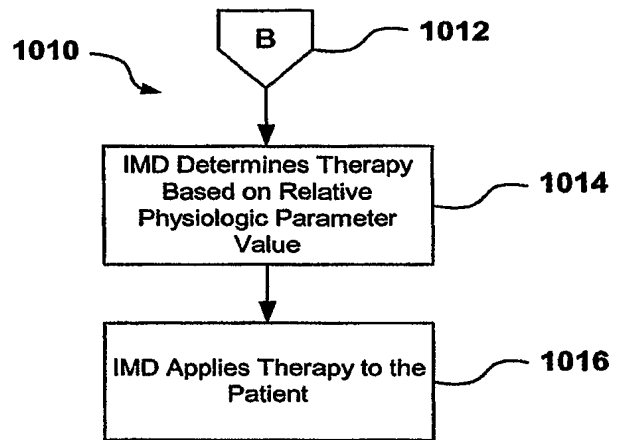 B
1012
1010
IMD Determines Therapy
Based on Relative
Physiologic Parameter
Value
1014
IMD Applies Therapy to the
Patient
1016